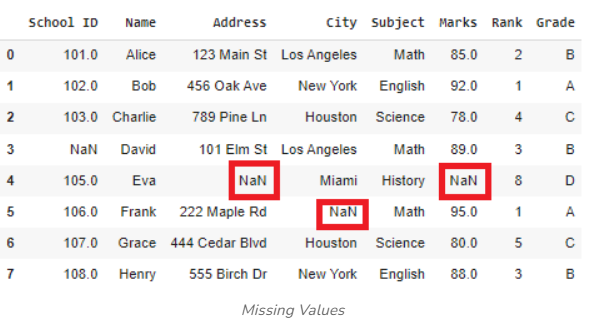 School ID Name Address City Subject Marks Rank Grade
0 101.0 Alice 123 Main St Los Angeles Math 85.0 2 B
1 102.0 Bob 456 Oak Ave New York English 92.0 1 A
2 103.0 Charlie 789 Pine Ln Houston Science 78.0 4 C
3 NaN David 101 Elm St Los Angeles Math 89.0 3 B
4 105.0 Eva NaN Miami History NaN 8 D
5 106.0 Frank 222 Maple Rd NaN Math 95.0 1 A
6 107.0 Grace 444 Cedar Blvd Houston Science 80.0 5 C
7 108.0 Henry 555 Birch Dr New York English 88.0 3 B
Missing Values